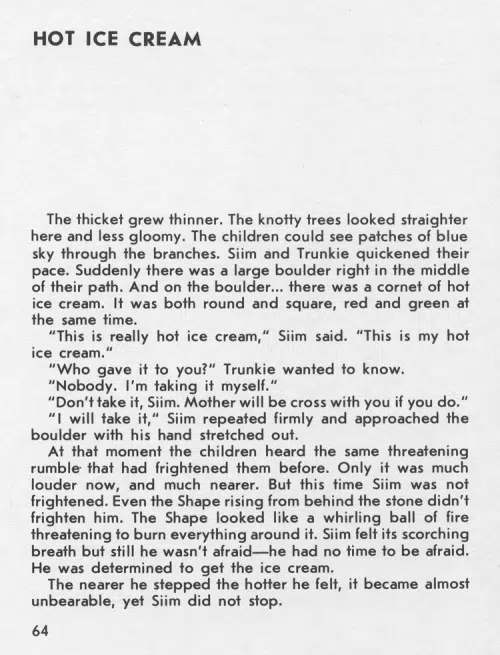 HOT ICE CREAM
The thicket grew thinner. The knotty trees looked straighter
here and less gloomy. The children could see patches of blue
sky through the branches. Siim and Trunkie quickened their
pace. Suddenly there was a large boulder right in the middle
of their path. And on the boulder... there was a cornet of hot
ice cream. It was both round and square, red and green at
the same time.
"This is really hot ice cream," Siim said. "This is my hot
ice cream."
"Who gave it to you?" Trunkie wanted to know.
"Nobody. I'm taking it myself."
"Don't take it, Siim. Mother will be cross with you if you do."
"I will take it," Siim repeated firmly and approached the
boulder with his hand stretched out.
At that moment the children heard the same threatening
rumble that had frightened them before. Only it was much
louder now, and much nearer. But this time Siim was not
frightened. Even the Shape rising from behind the stone didn't
frighten him. The Shape looked like a whirling ball of fire
threatening to burn everything around it. Siim felt its scorching
breath but still he wasn't afraid—he had no time to be afraid.
He was determined to get the ice cream.
The nearer he stepped the hotter he felt, it became almost
unbearable, yet Siim did not stop.
64